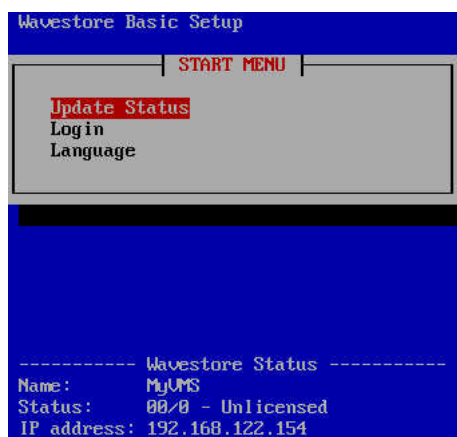 Wavestore Basic Setup
START MENU
Update Status
Login
Language
----------- Wavestore Status -----------
Name: MyVMS
Status: 00/0 - Unlicensed
IP address: 192.168.122.154